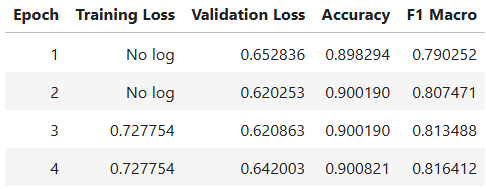 Epoch Training Loss Validation Loss Accuracy F1 Macro
1 No log 0.652836 0.898294 0.790252
2 No log 0.620253 0.900190 0.807471
3 0.727754 0.620863 0.900190 0.813488
4 0.727754 0.642003 0.900821 0.816412